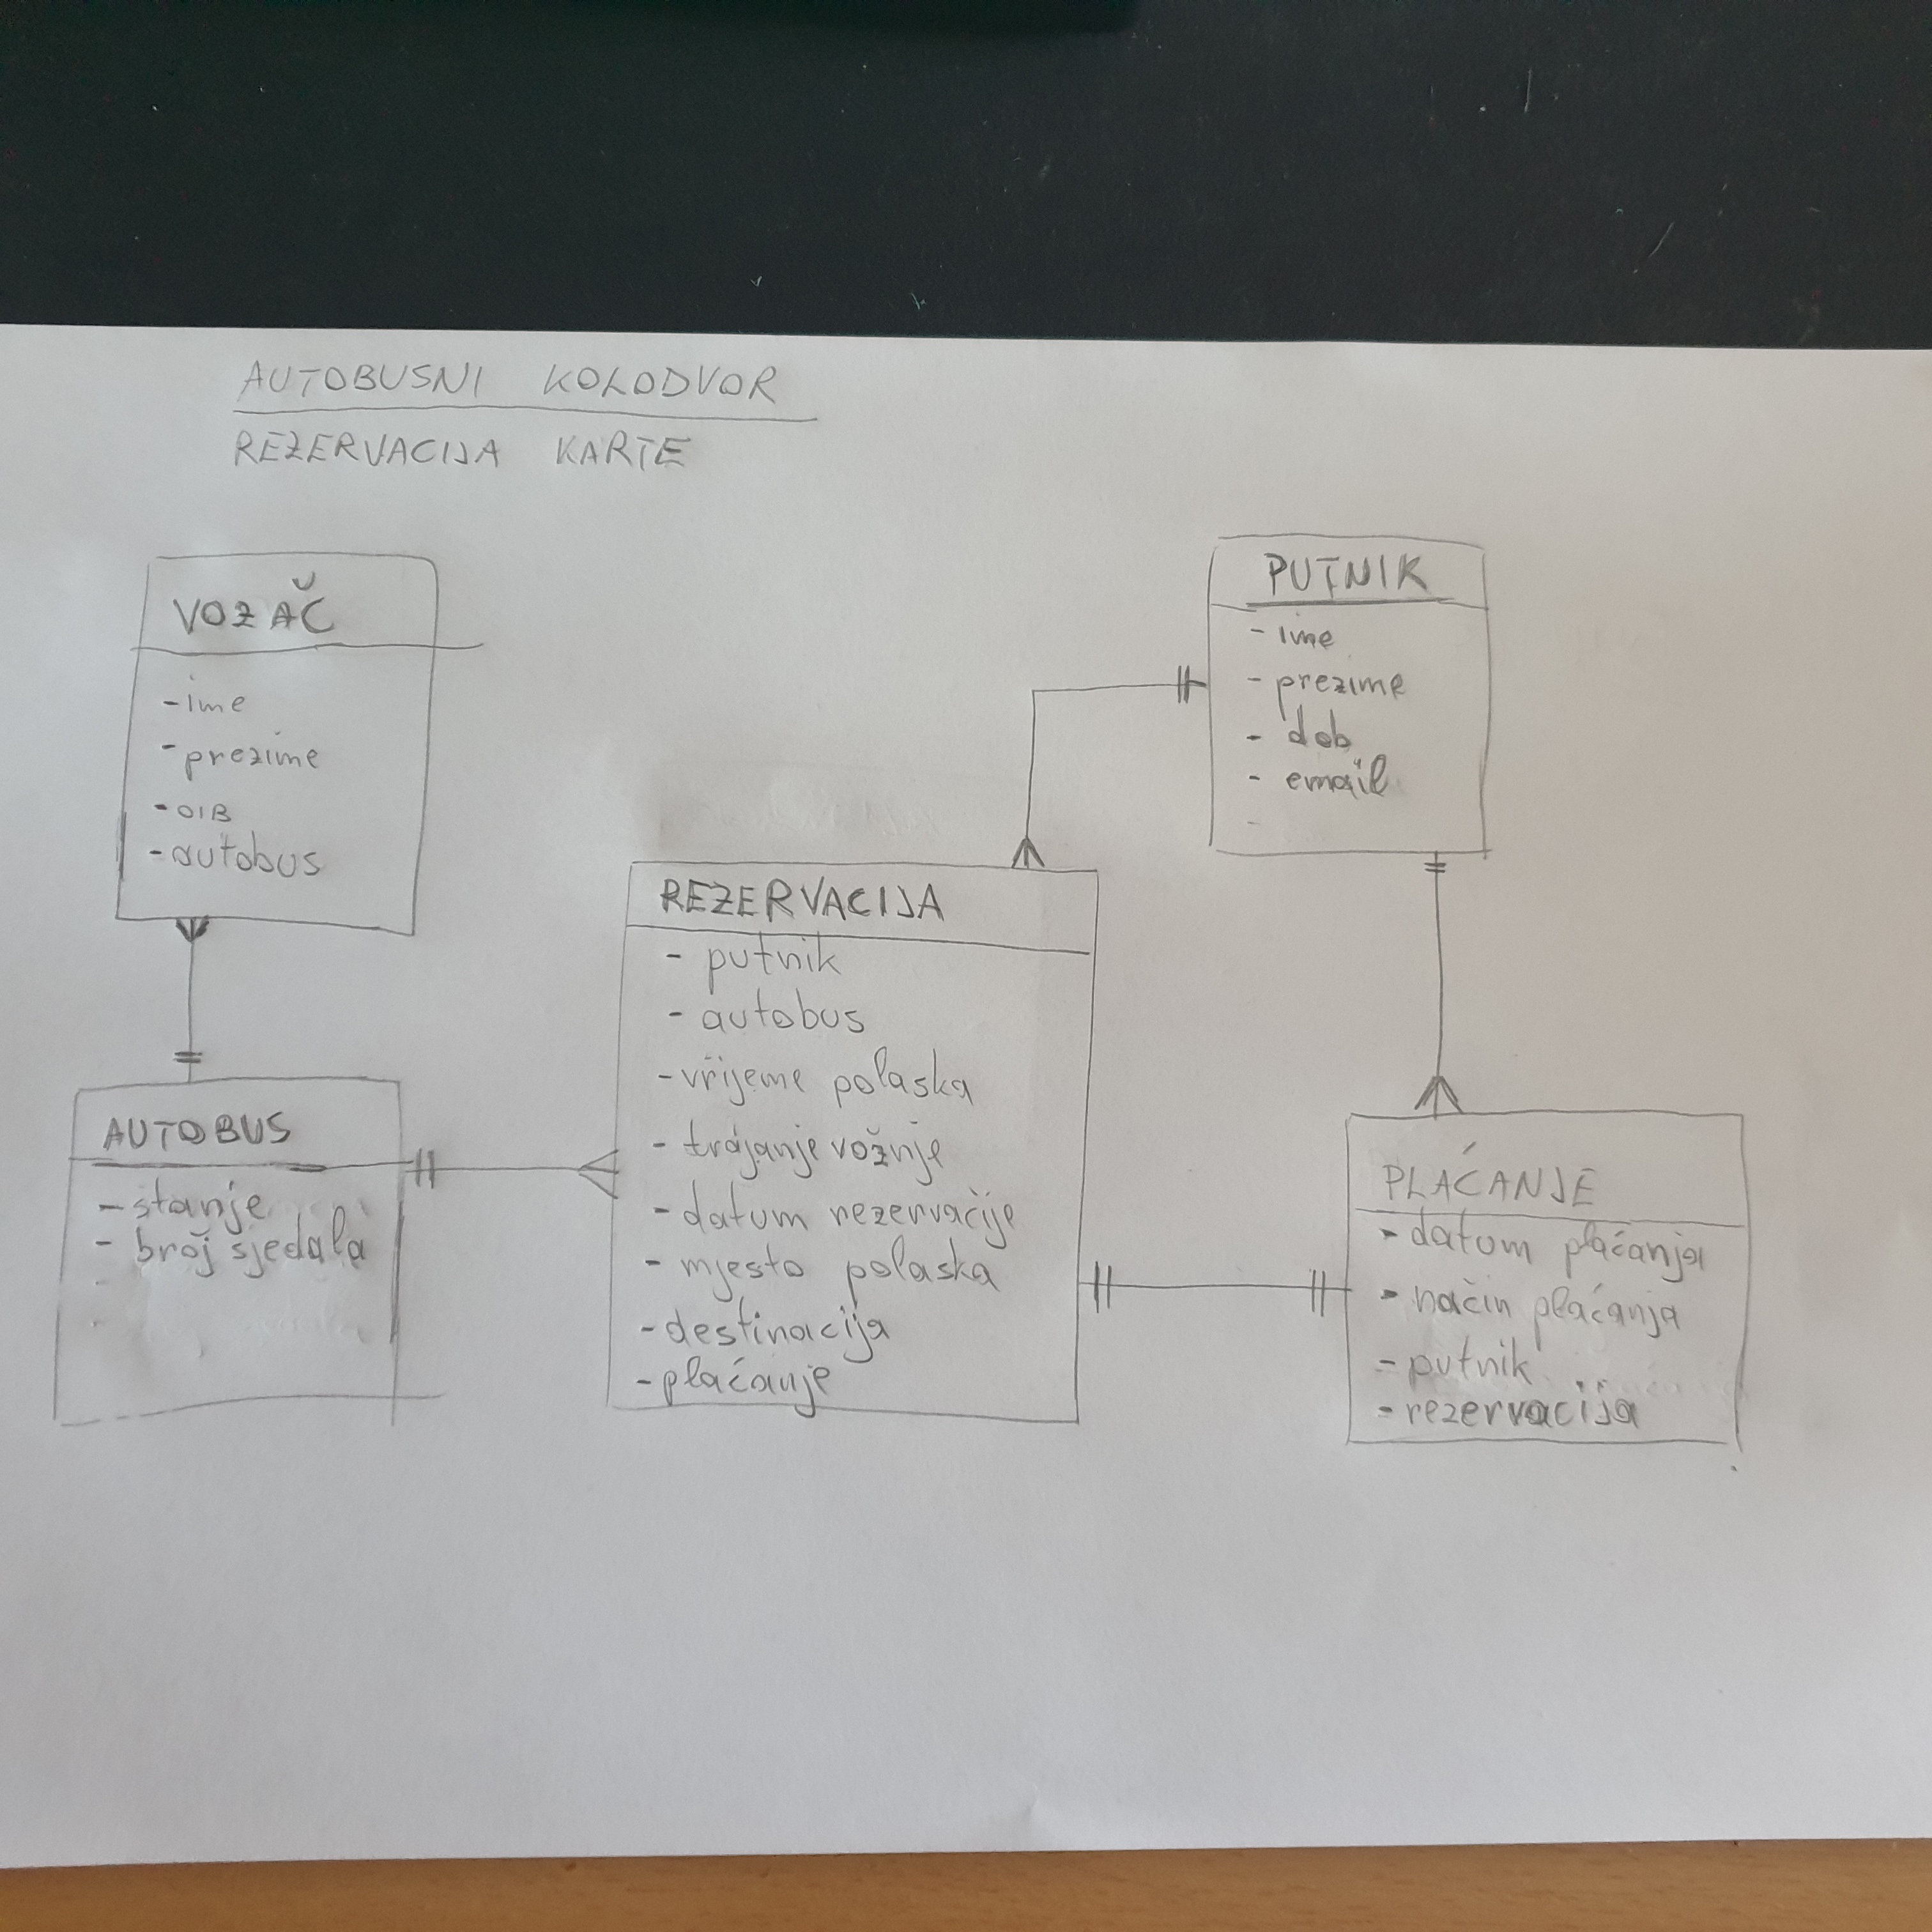 AUTOBUSNI KOLODVOR
REZERVACIJA KARTE
VOZAČ
- ime
- prezime
- OIB
- autobus
PUTNIK
- ime
- prezime
- dob
- email
-
REZERVACIJA
- putnik
- autobus
- vrijeme polaska
- trajanje vožnje
- datum rezervacije
- mjesto polaska
- destinacija
- plaćanje
AUTOBUS
- stanje
- broj sjedala
PLAĆANJE
- datum plaćanja
- način plaćanja
- putnik
- rezervacija